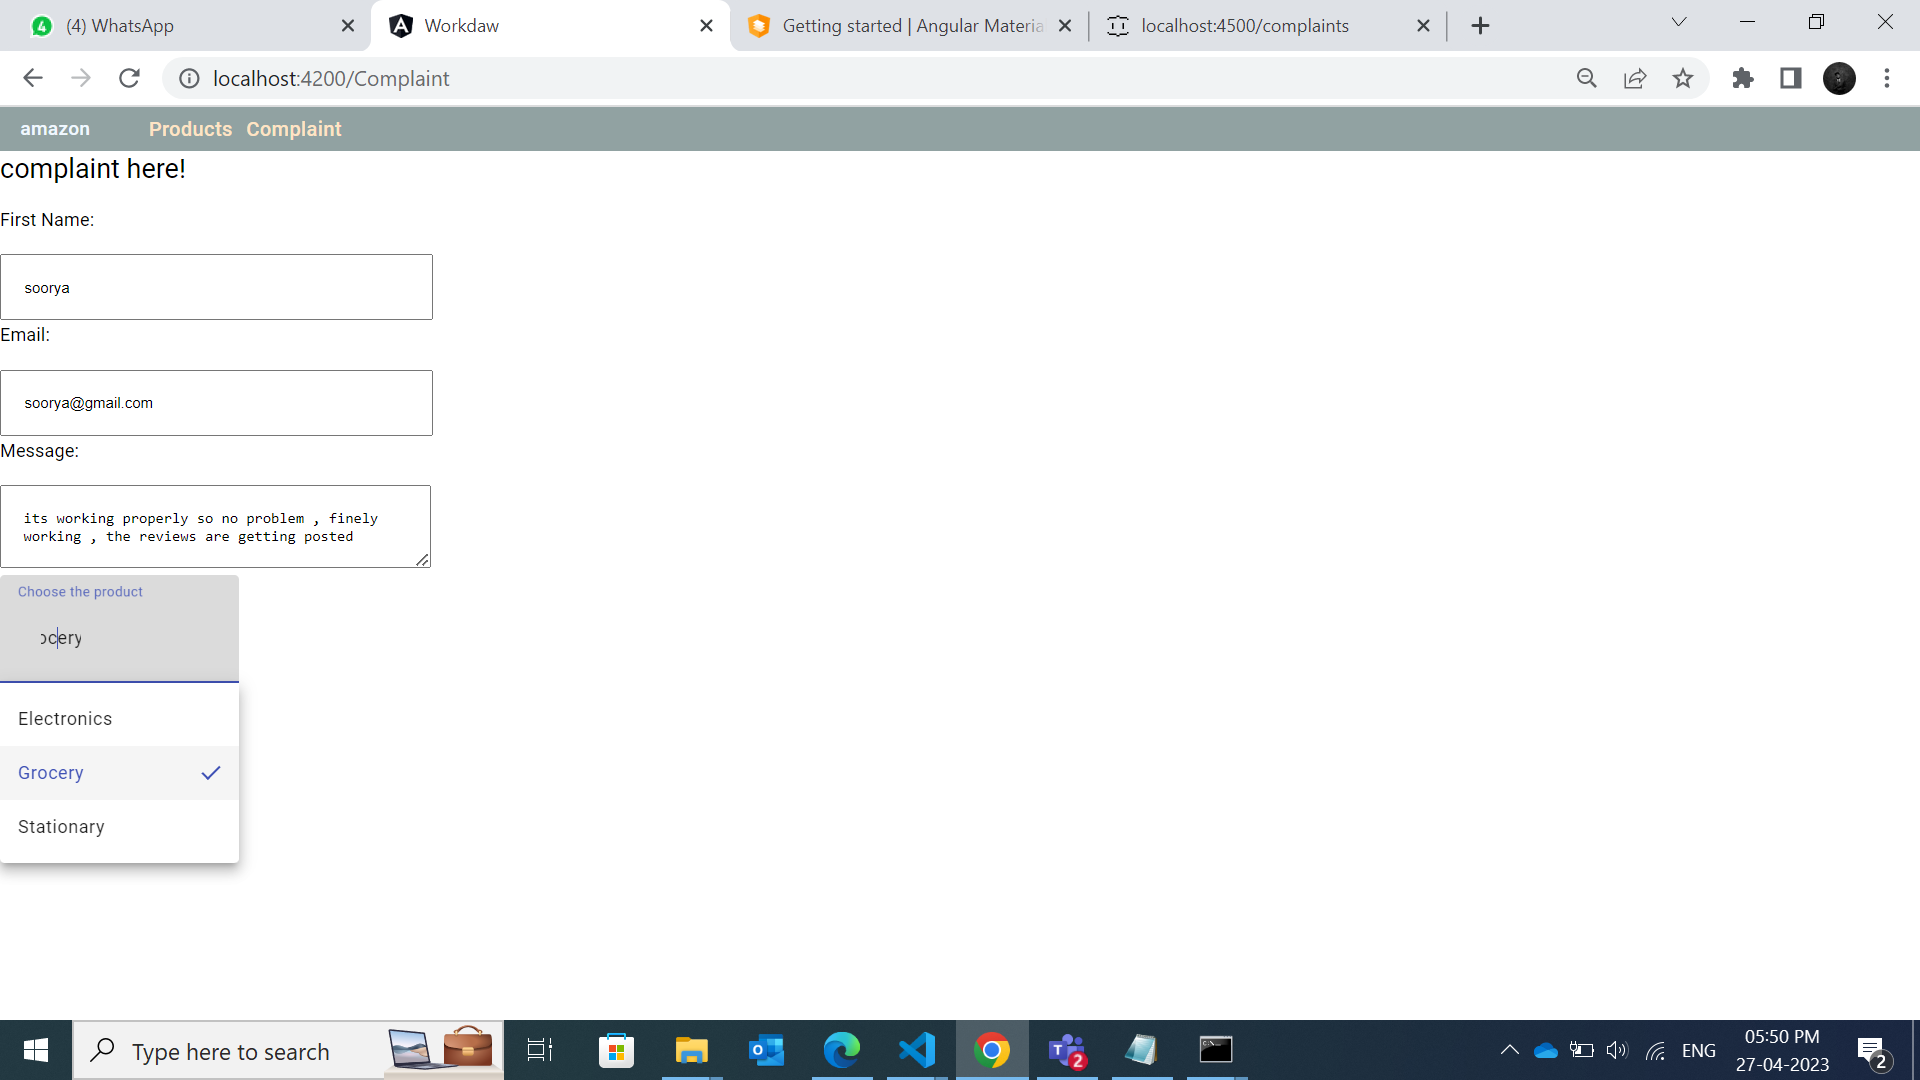 (4) WhatsApp
Workdaw
Getting started | Angular Materia
localhost:4500/complaints
localhost:4200/Complaint
amazon Products Complaint
complaint here!
First Name:
soorya
Email:
soorya@gmail.com
Message:
its working properly so no problem , finely
working , the reviews are getting posted
Choose the product
ocery
Electronics
Grocery
Stationary
Type here to search
2
ENG
05:50 PM
27-04-2023
2